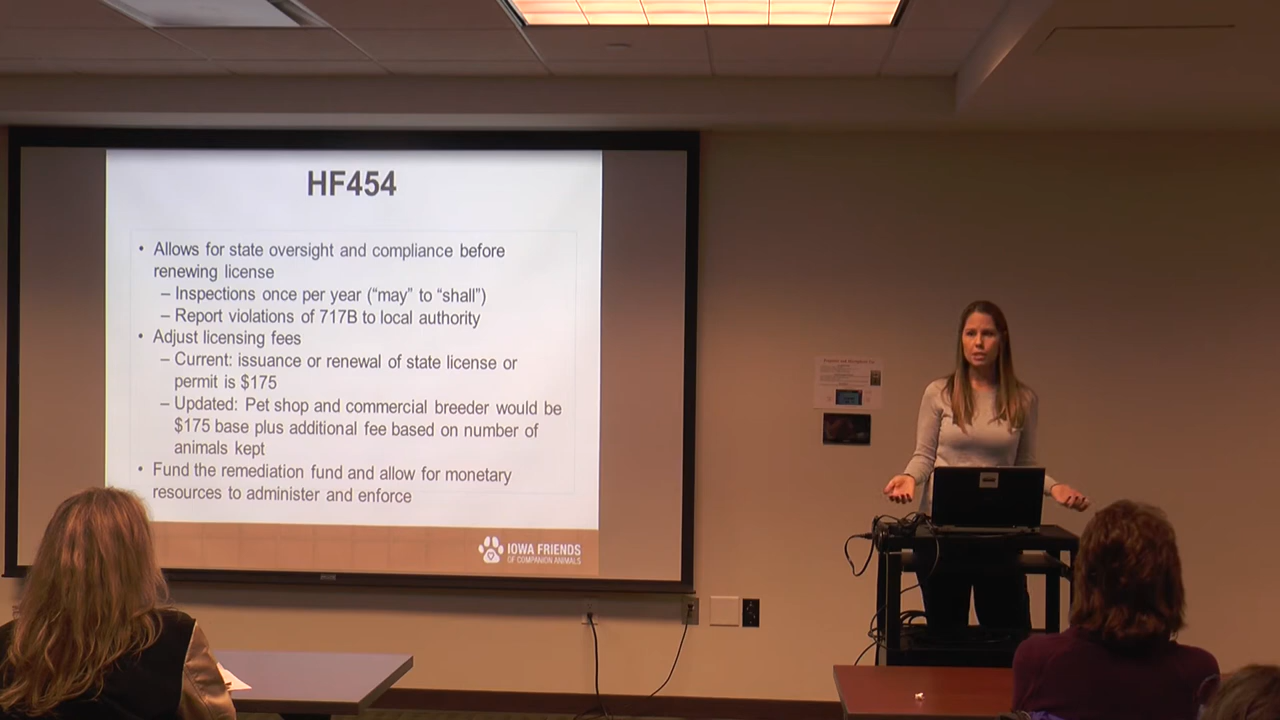 HF454
• Allows for state oversight and compliance before
renewing license
– Inspections once per year (“may” to “shall”)
– Report violations of 717B to local authority
• Adjust licensing fees
– Current: issuance or renewal of state license or
permit is $175
– Updated: Pet shop and commercial breeder would be
$175 base plus additional fee based on number of
animals kept
• Fund the remediation fund and allow for monetary
resources to administer and enforce
IOWA FRIENDS
OF COMPANION ANIMALS